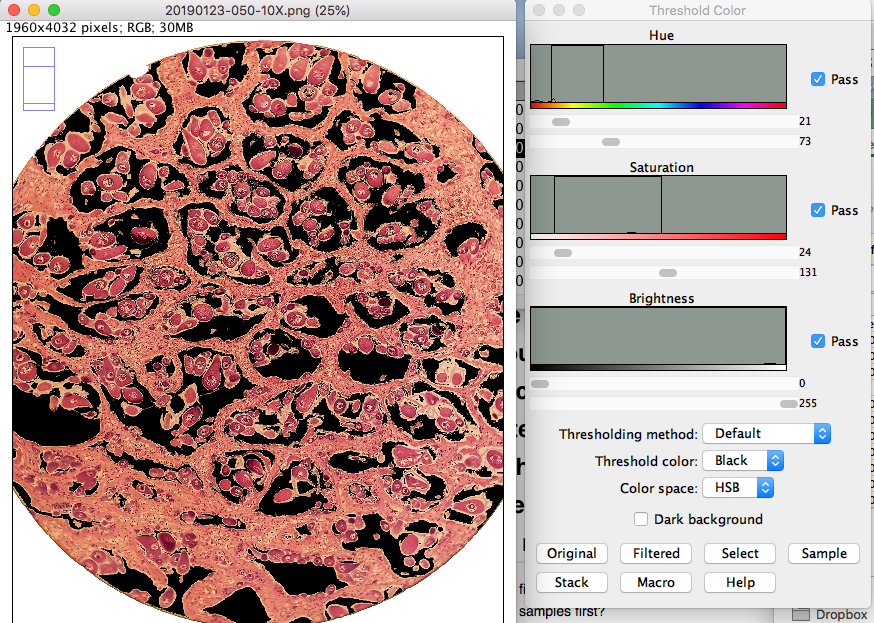 20190123-050-10X.png (25%)
1960x4032 pixels; RGB; 30MB
Threshold Color
Hue
Pass
21
73
Saturation
Pass
24
131
Brightness
Pass
0
255
Thresholding method: Default
Threshold color: Black
Color space: HSB
Dark background
Original Filtered Select Sample
Stack Macro Help
samples first?
Dropbox